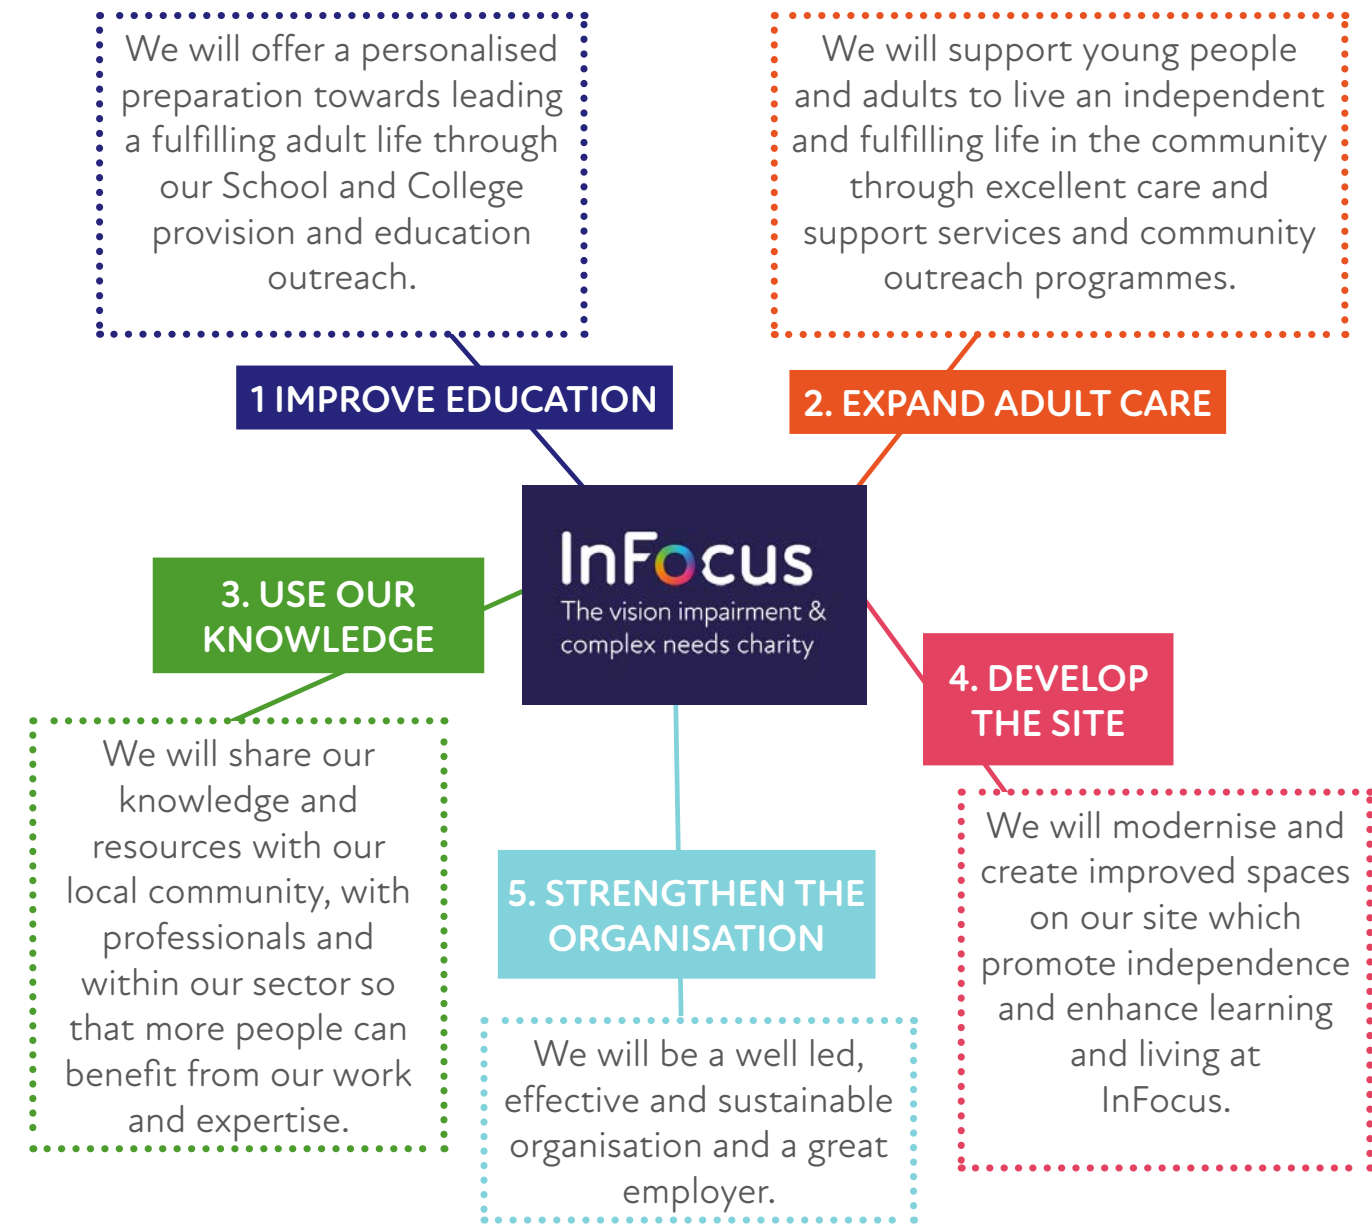 We will offer a personalised
preparation towards leading
a fulfilling adult life through
our School and College
provision and education
outreach.
1 IMPROVE EDUCATION
We will support young people
and adults to live an independent
and fulfilling life in the community
through excellent care and
support services and community
outreach programmes.
2. EXPAND ADULT CARE
InFocus
The vision impairment &
complex needs charity
3. USE OUR
KNOWLEDGE
We will share our
knowledge and
resources with our
local community, with
professionals and
within our sector so
that more people can
benefit from our work
and expertise.
4. DEVELOP
THE SITE
We will modernise and
create improved spaces
on our site which
promote independence
and enhance learning
and living at
InFocus.
5. STRENGTHEN THE
ORGANISATION
We will be a well led,
effective and sustainable
organisation and a great
employer.